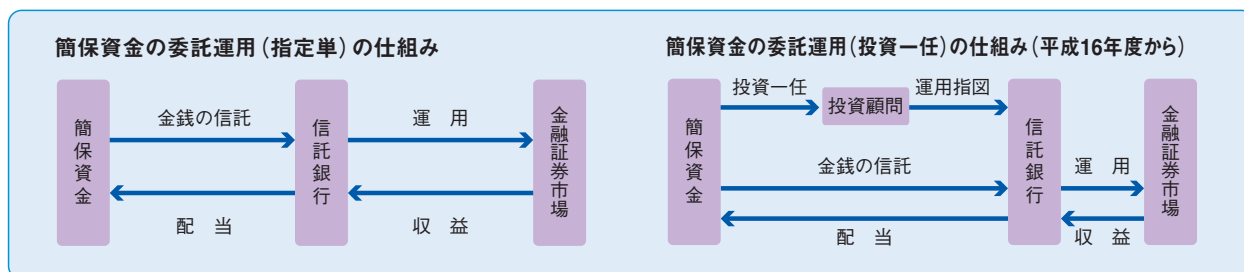 簡保資金の委託運用（指定単）の仕組み
簡保資金
金銭の信託
配 当
信託銀行
運 用
収 益
金融証券市場
簡保資金の委託運用（投資一任）の仕組み（平成16年度から）
簡保資金
投資一任
投資顧問
運用指図
金銭の信託
配 当
信託銀行
運 用
収 益
金融証券市場